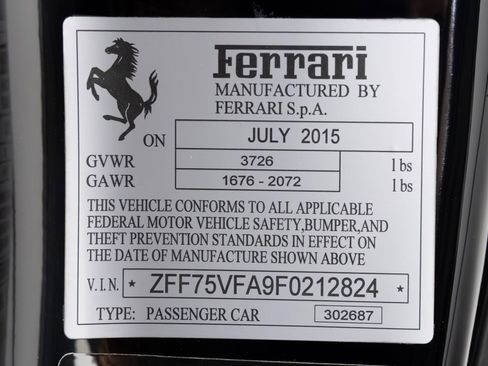 Ferrari
MANUFACTURED BY
FERRARI S.p.A.
ON JULY 2015
GVWR 3726 lbs
GAWR 1676 - 2072 lbs
THIS VEHICLE CONFORMS TO ALL APPLICABLE
FEDERAL MOTOR VEHICLE SAFETY,BUMPER,AND
THEFT PREVENTION STANDARDS IN EFFECT ON
THE DATE OF MANUFACTURE SHOWN ABOVE
V.I.N. * ZFF75VFA9F0212824 *
TYPE: PASSENGER CAR 302687